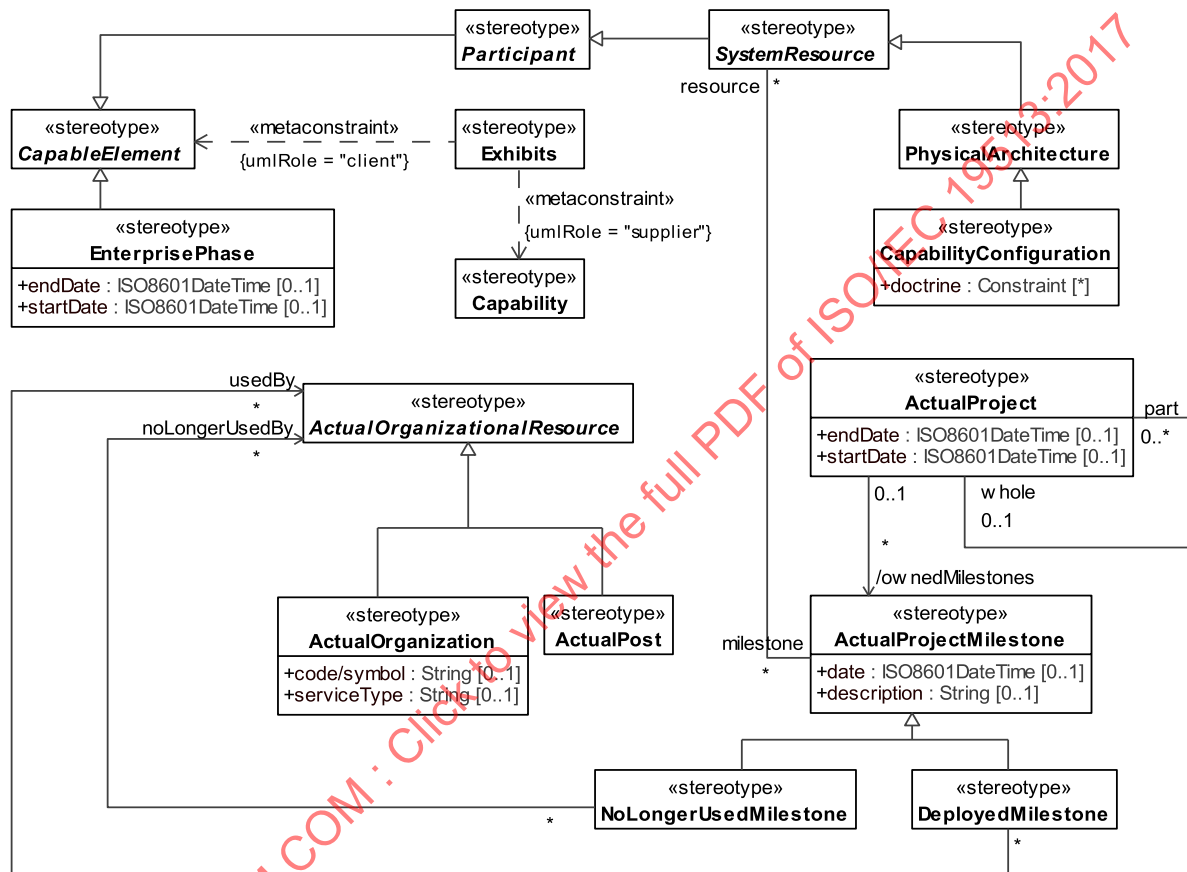 «stereotype»
Participant
«stereotype»
SystemResource
resource *
«stereotype»
CapableElement
«metaconstraint»
{umlRole = "client"}
«stereotype»
Exhibits
«stereotype»
PhysicalArchitecture
«metaconstraint»
{umlRole = "supplier"}
«stereotype»
EnterprisePhase
+endDate : ISO8601DateTime [0..1]
+startDate : ISO8601DateTime [0..1]
«stereotype»
Capability
«stereotype»
CapabilityConfiguration
+doctrine : Constraint [*]
usedBy
*
noLongerUsedBy
*
«stereotype»
ActualOrganizationalResource
«stereotype»
ActualProject
+endDate : ISO8601DateTime [0..1]
+startDate : ISO8601DateTime [0..1]
part
0..*
0..1
whole
0..1
*
/ownedMilestones
«stereotype»
ActualOrganization
+code/symbol : String [0..1]
+serviceType : String [0..1]
«stereotype»
ActualPost
milestone
*
«stereotype»
ActualProjectMilestone
+date : ISO8601DateTime [0..1]
+description : String [0..1]
«stereotype»
NoLongerUsedMilestone
*
«stereotype»
DeployedMilestone
*
.COM : Click to view the full PDF of ISO/IEC 19513:2017